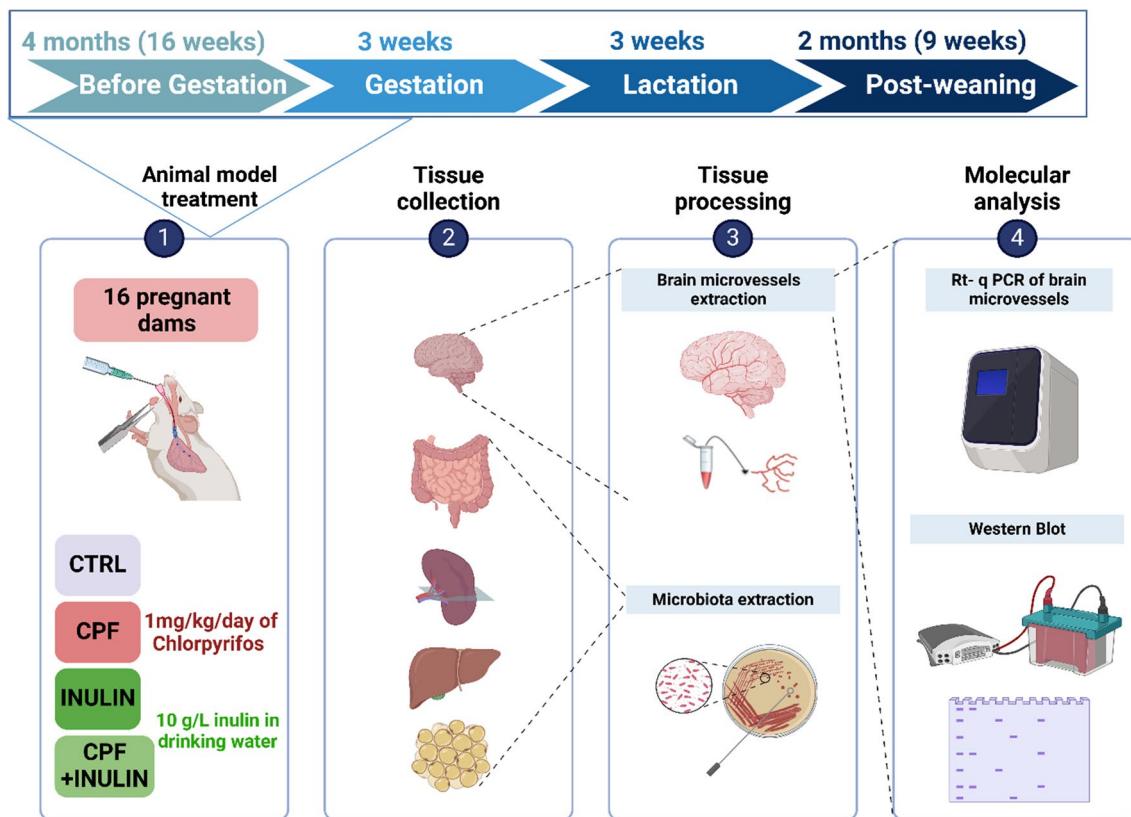 4 months (16 weeks)
3 weeks
3 weeks
2 months (9 weeks)
Before Gestation
Gestation
Lactation
Post-weaning
Animal model
treatment
Tissue
collection
Tissue
processing
Molecular
analysis
1
2
3
4
16 pregnant
dams
CTRL
CPF
1mg/kg/day of
Chlorpyrifos
INULIN
10 g/L inulin in
drinking water
CPF
+INULIN
Brain microvessels
extraction
Microbiota extraction
Rt- q PCR of brain
microvessels
Western Blot